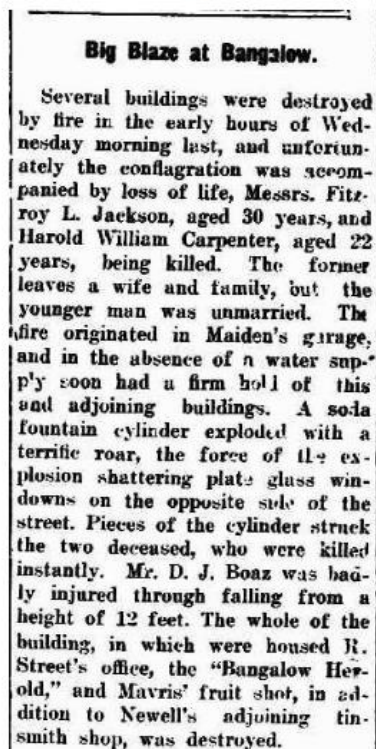 Big Blaze at Bangalow.
Several buildings were destroyed
by fire in the early hours of Wed-
nesday morning last, and unfortun-
ately the conflagration was accom-
panied by loss of life, Messrs. Fitz-
roy L. Jackson, aged 30 years, and
Harold William Carpenter, aged 22
years, being killed. The former
leaves a wife and family, but the
younger man was unmarried. The
fire originated in Maiden's garage,
and in the absence of a water sup-
p'y soon had a firm hold of this
and adjoining buildings. A soda
fountain cylinder exploded with a
terrific roar, the force of the ex-
plosion shattering plate glass win-
downs on the opposite side of the
street. Pieces of the cylinder struck
the two deceased, who were killed
instantly. Mr. D. J. Boaz was bad-
ly injured through falling from a
height of 12 feet. The whole of the
building, in which were housed R.
Street's office, the "Bangalow Her-
old," and Mavris' fruit shot, in ad-
dition to Newell's adjoining tin-
smith shop, was destroyed.